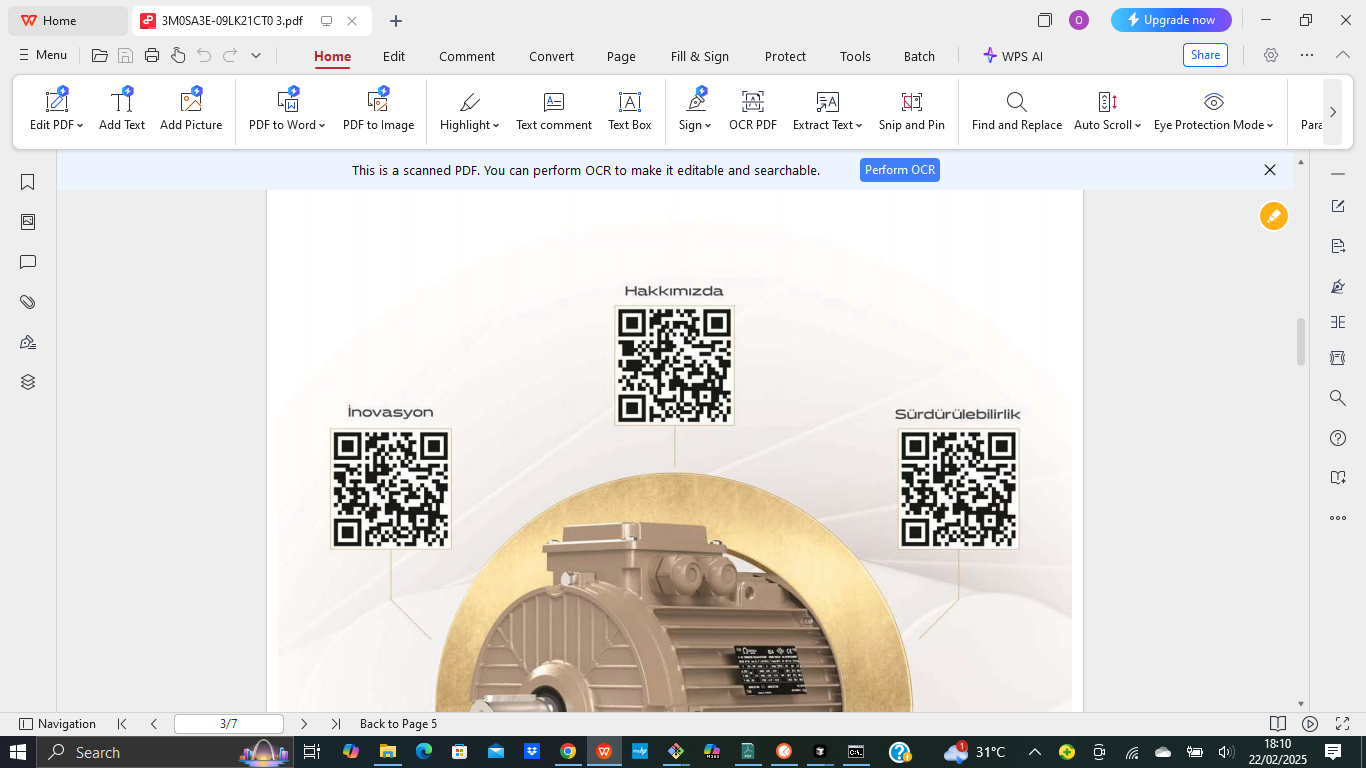 Home
3M0SA3E-09LK21CT0 3.pdf
O
Upgrade now
Menu
Home
Edit
Comment
Convert
Page
Fill & Sign
Protect
Tools
Batch
WPS AI
Share
Edit PDF
Add Text
Add Picture
PDF to Word
PDF to Image
Highlight
Text comment
Text Box
Sign
OCR PDF
Extract Text
Snip and Pin
Find and Replace
Auto Scroll
Eye Protection Mode
Para
This is a scanned PDF. You can perform OCR to make it editable and searchable.
Perform OCR
Hakkımızda
İnovasyon
Sürdürülebilirlik
Navigation
3/7
Back to Page 5
Search
1
31°C
18:10
22/02/2025